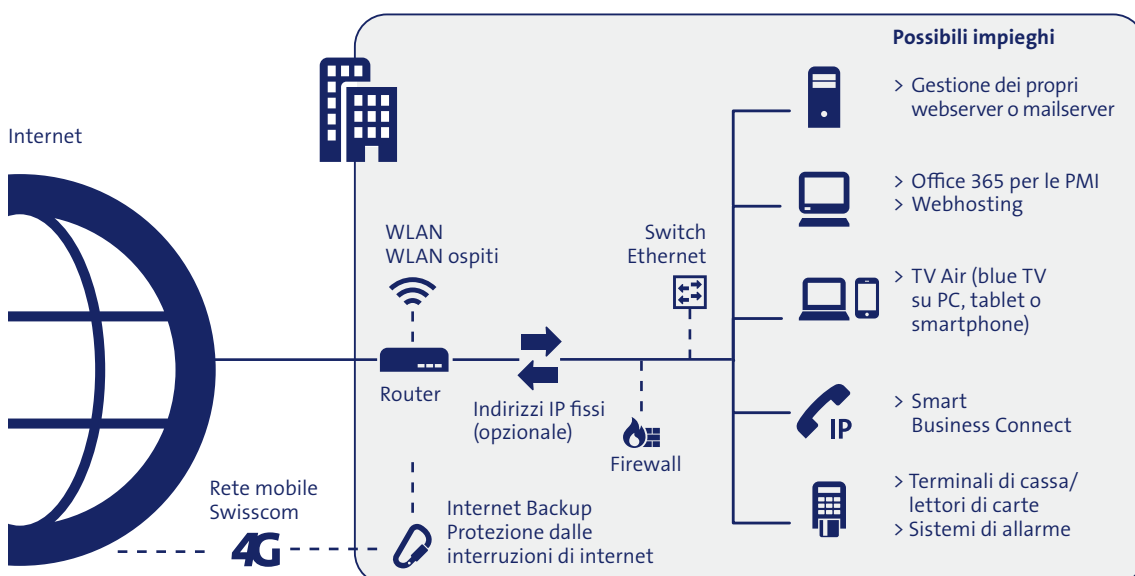 Internet
WLAN
WLAN ospiti
Router
Indirizzi IP fissi
(opzionale)
Switch
Ethernet
Firewall
Rete mobile
Swisscom
4G
Internet Backup
Protezione dalle
interruzioni di internet
Possibili impieghi
> Gestione dei propri
webserver o mailserver
> Office 365 per le PMI
> Webhosting
> TV Air (blue TV
su PC, tablet o
smartphone)
IP
> Smart
Business Connect
> Terminali di cassa/
lettori di carte
> Sistemi di allarme